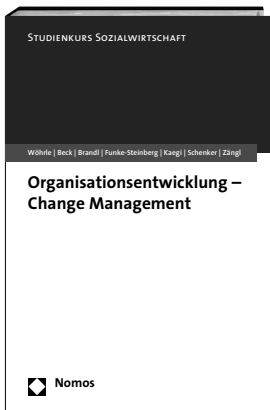 STUDIENKURS SOZIALWIRTSCHAFT
Wöhrle | Beck | Brandl | Funke-Steinberg | Kaegi | Schenker | Zängl
Organisationsentwicklung –
Change Management
Nomos